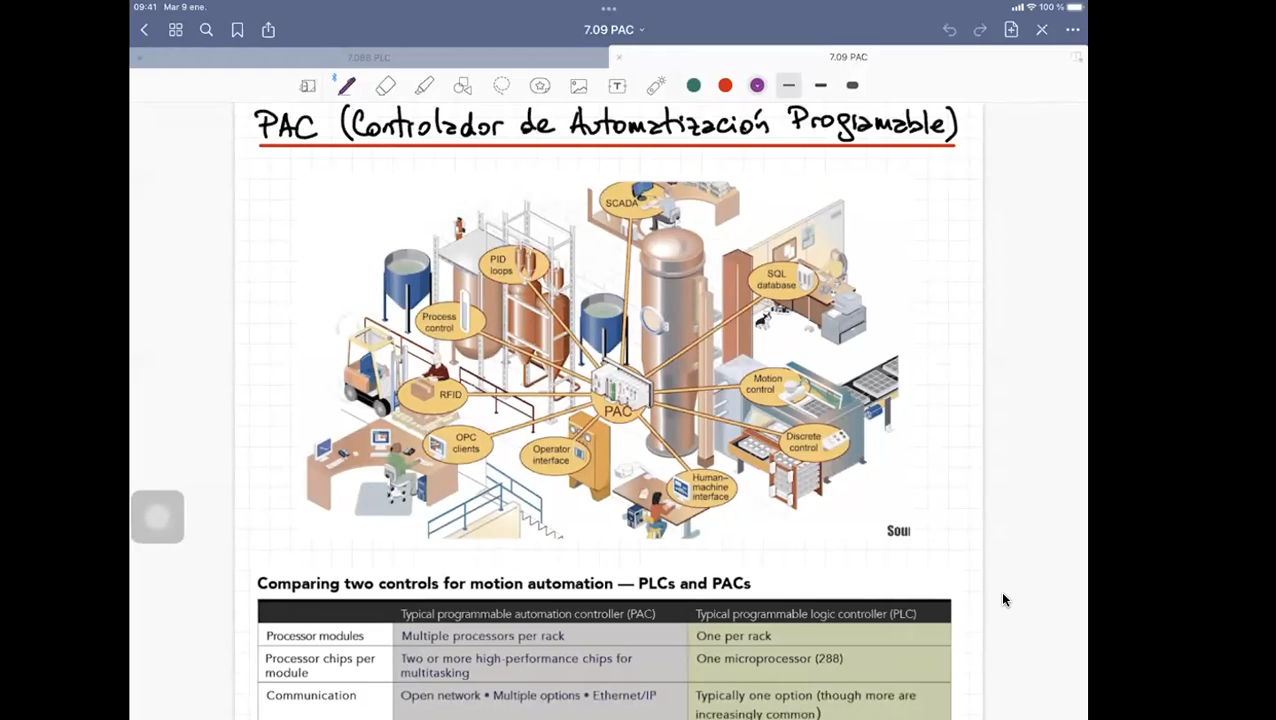 09:41 Mar 9 ene.
100 %
7.09 PAC
7.08B PLC
7.09 PAC
PAC (Controlador de Automatización Programable)
SCADA
PID
loops
SQL
database
Process
control
Motion
control
RFID
PAC
OPC
clients
Operator
interface
Discrete
control
Human–
machine
interface
Sour
Comparing two controls for motion automation — PLCs and PACs
Typical programmable automation controller (PAC) Typical programmable logic controller (PLC)
Processor modules Multiple processors per rack One per rack
Processor chips per Two or more high-performance chips for One microprocessor (288)
module multitasking
Communication Open network • Multiple options • Ethernet/IP Typically one option (though more are
increasingly common)